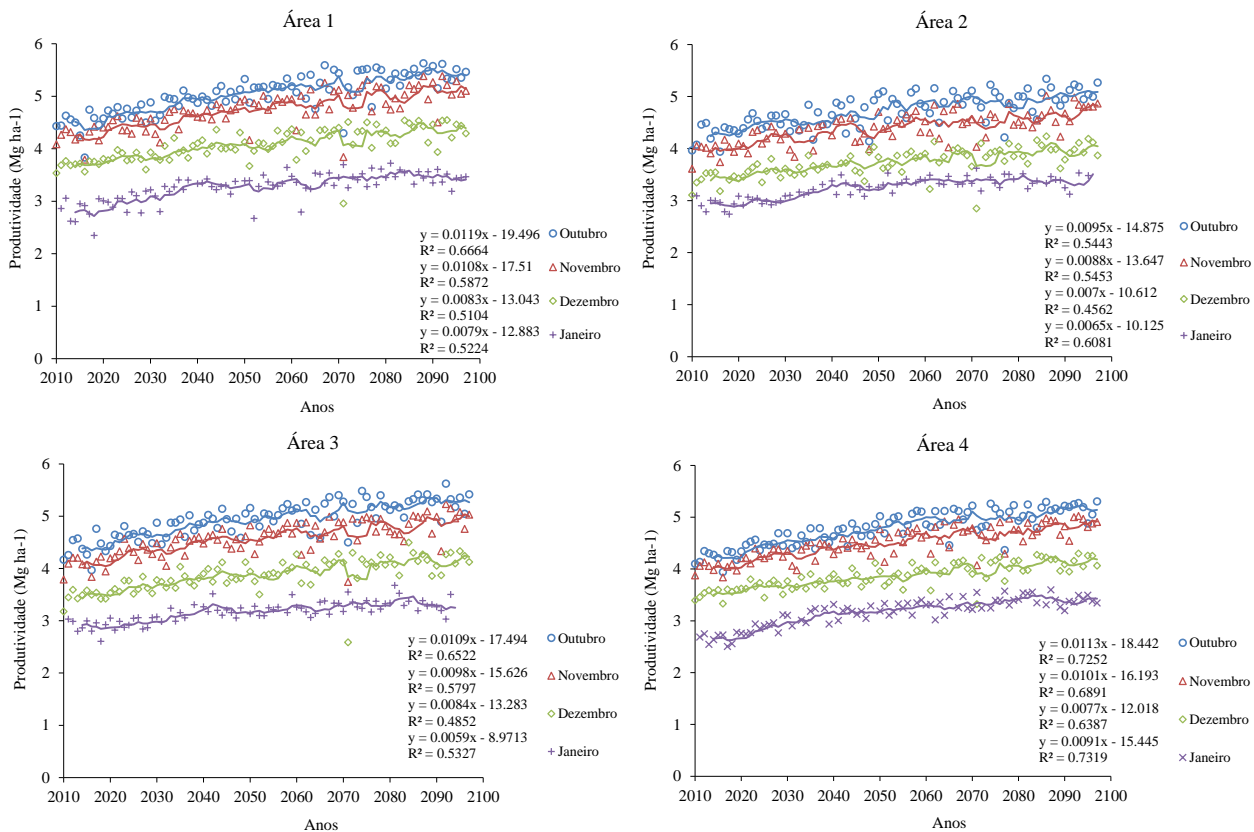 Área 1
Produtividade (Mg ha-1)
6
5
4
3
2
1
0
y = 0.0119x - 19.496
R² = 0.6664
y = 0.0108x - 17.51
R² = 0.5872
y = 0.0083x - 13.043
R² = 0.5104
y = 0.0079x - 12.883
R² = 0.5224
Outubro
Novembro
Dezembro
Janeiro
2010 2020 2030 2040 2050 2060 2070 2080 2090 2100
Anos
Área 2
Produtividade (Mg ha-1)
6
5
4
3
2
1
0
y = 0.0095x - 14.875
R² = 0.5443
y = 0.0088x - 13.647
R² = 0.5453
y = 0.007x - 10.612
R² = 0.4562
y = 0.0065x - 10.125
R² = 0.6081
Outubro
Novembro
Dezembro
Janeiro
2010 2020 2030 2040 2050 2060 2070 2080 2090 2100
Anos
Área 3
Produtividade (Mg ha-1)
6
5
4
3
2
1
0
y = 0.0109x - 17.494
R² = 0.6522
y = 0.0098x - 15.626
R² = 0.5797
y = 0.0084x - 13.283
R² = 0.4852
y = 0.0059x - 8.9713
R² = 0.5327
Outubro
Novembro
Dezembro
Janeiro
2010 2020 2030 2040 2050 2060 2070 2080 2090 2100
Anos
Área 4
Produtividade (Mg ha-1)
6
5
4
3
2
1
0
y = 0.0113x - 18.442
R² = 0.7252
y = 0.0101x - 16.193
R² = 0.6891
y = 0.0077x - 12.018
R² = 0.6387
y = 0.0091x - 15.445
R² = 0.7319
Outubro
Novembro
Dezembro
Janeiro
2010 2020 2030 2040 2050 2060 2070 2080 2090 2100
Anos